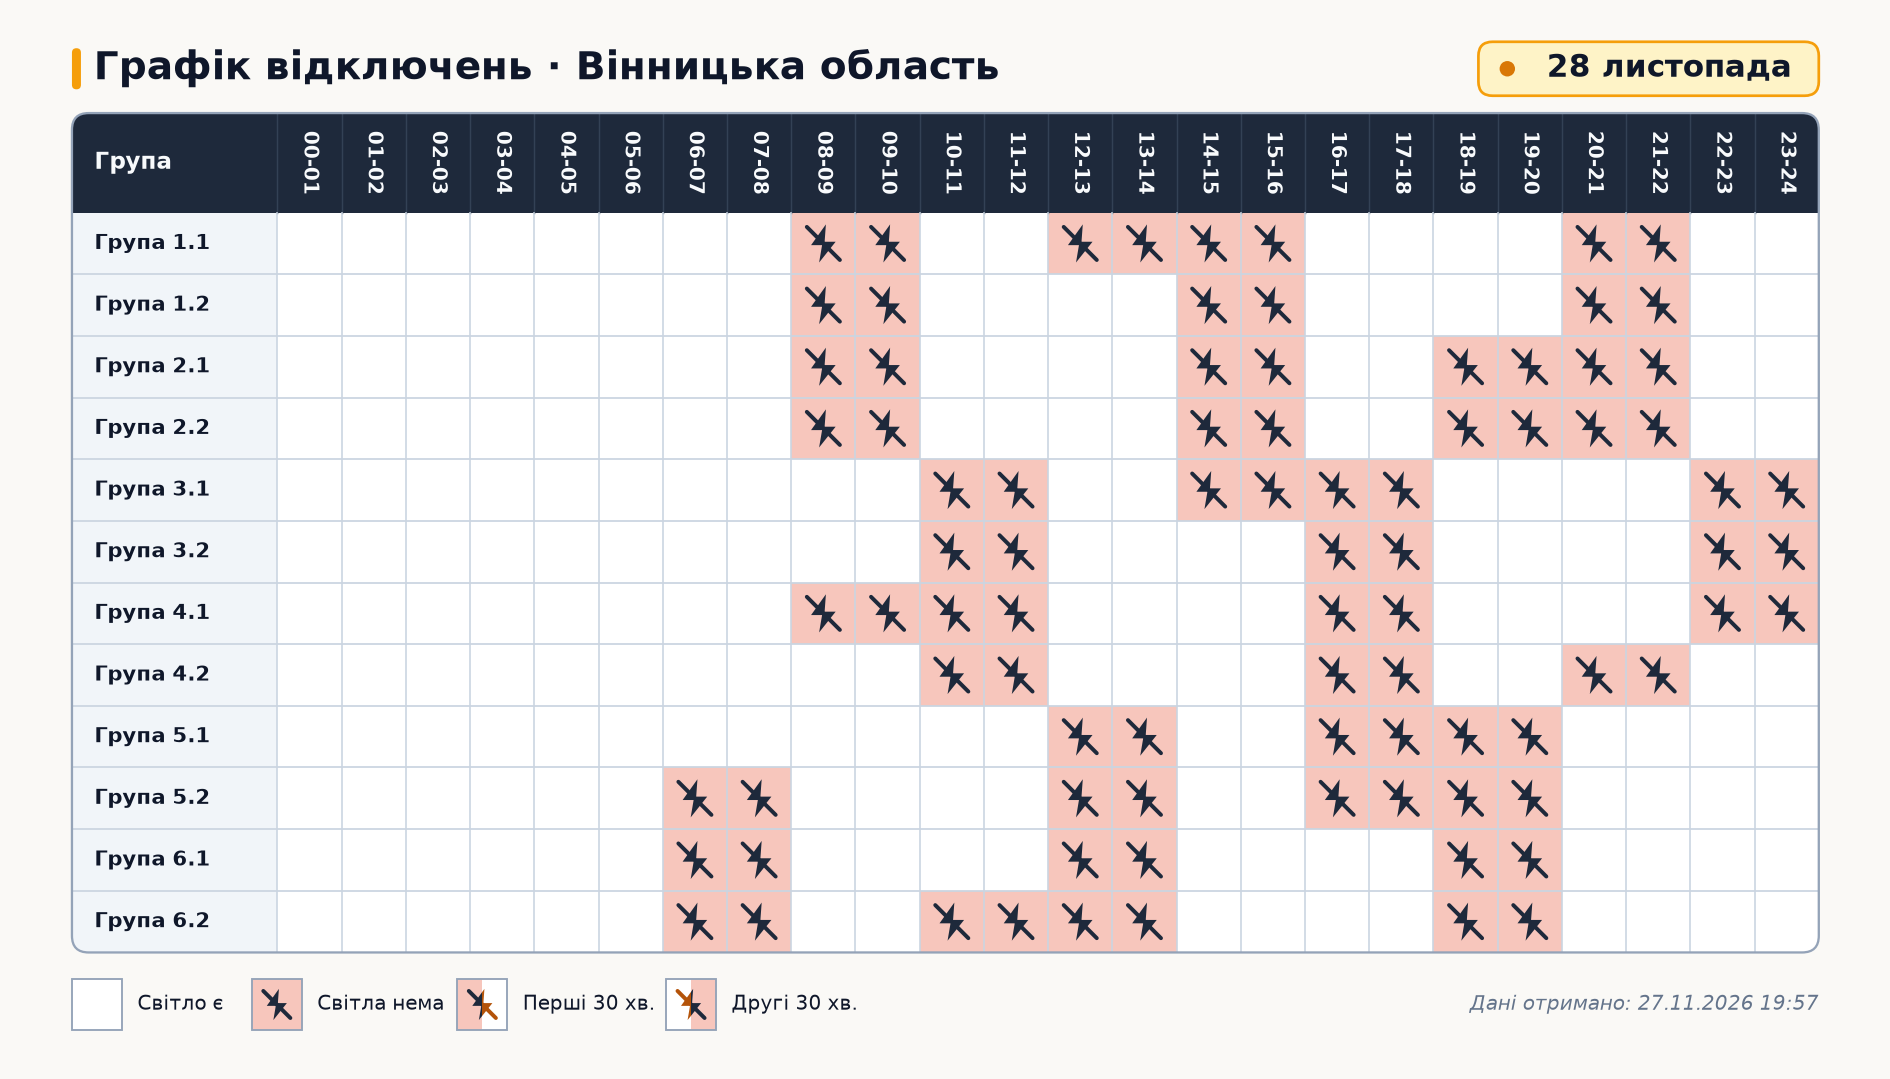 Графік відключень · Вінницька область
28 листопада
Група 00-01 01-02 02-03 03-04 04-05 05-06 06-07 07-08 08-09 09-10 10-11 11-12 12-13 13-14 14-15 15-16 16-17 17-18 18-19 19-20 20-21 21-22 22-23 23-24
Група 1.1
Група 1.2
Група 2.1
Група 2.2
Група 3.1
Група 3.2
Група 4.1
Група 4.2
Група 5.1
Група 5.2
Група 6.1
Група 6.2
Світло є Світла нема Перші 30 хв. Другі 30 хв.
Дані отримано: 27.11.2026 19:57